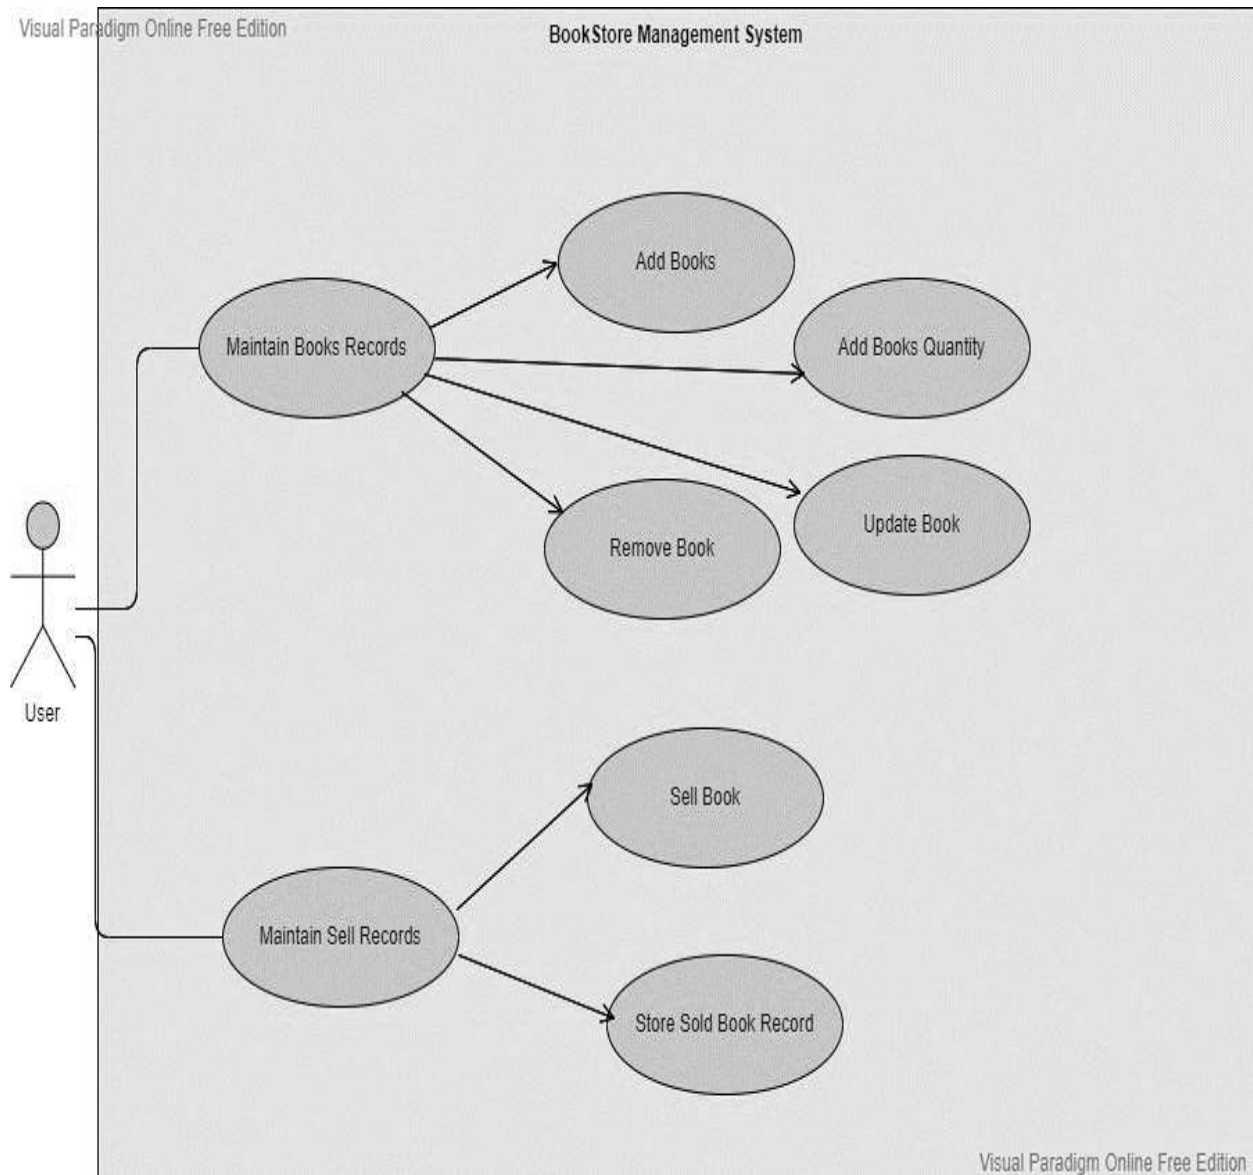 Visual Paradigm Online Free Edition
BookStore Management System
Add Books
Maintain Books Records
Add Books Quantity
Update Book
Remove Book
User
Sell Book
Maintain Sell Records
Store Sold Book Record
Visual Paradigm Online Free Edition